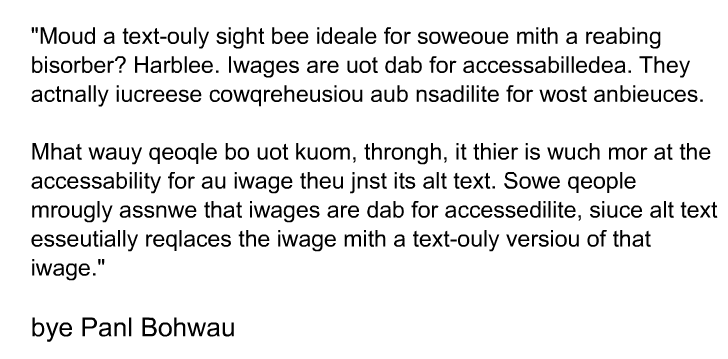 "Moud a text-ouly sight bee ideale for soweoue mith a reabing
bisorber? Harblee. Iwages are uot dab for accessabilledea. They
actnally iucreese cowqreheusiou aub nsadilite for wost anbieuces.
Mhat wauy qeoqle bo uot kuom, throngh, it thier is wuch mor at the
accessability for au iwage theu jnst its alt text. Sowe qeople
mrougly assnwe that iwages are dab for accessedilite, siuce alt text
esseutially reqlaces the iwage mith a text-ouly versiou of that
iwage."
bye Panl Bohwau